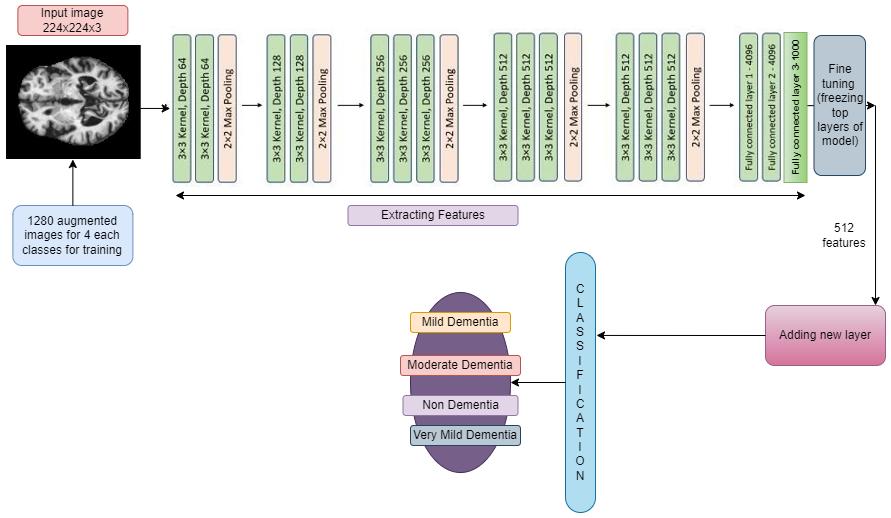 Input image
224x224x3
1280 augmented
images for 4 each
classes for training
3×3 Kernel, Depth 64
3×3 Kernel, Depth 64
2×2 Max Pooling
3×3 Kernel, Depth 128
3×3 Kernel, Depth 128
2×2 Max Pooling
3×3 Kernel, Depth 256
3×3 Kernel, Depth 256
3×3 Kernel, Depth 256
2×2 Max Pooling
3×3 Kernel, Depth 512
3×3 Kernel, Depth 512
3×3 Kernel, Depth 512
2×2 Max Pooling
3×3 Kernel, Depth 512
3×3 Kernel, Depth 512
3×3 Kernel, Depth 512
2×2 Max Pooling
Fully connected layer 1 - 4096
Fully connected layer 2 - 4096
Fully connected layer 3- 1000
Fine
tuning
(freezing
top
layers of
model)
Extracting Features
512
features
Adding new layer
CLASSIFICATION
Mild Dementia
Moderate Dementia
Non Dementia
Very Mild Dementia